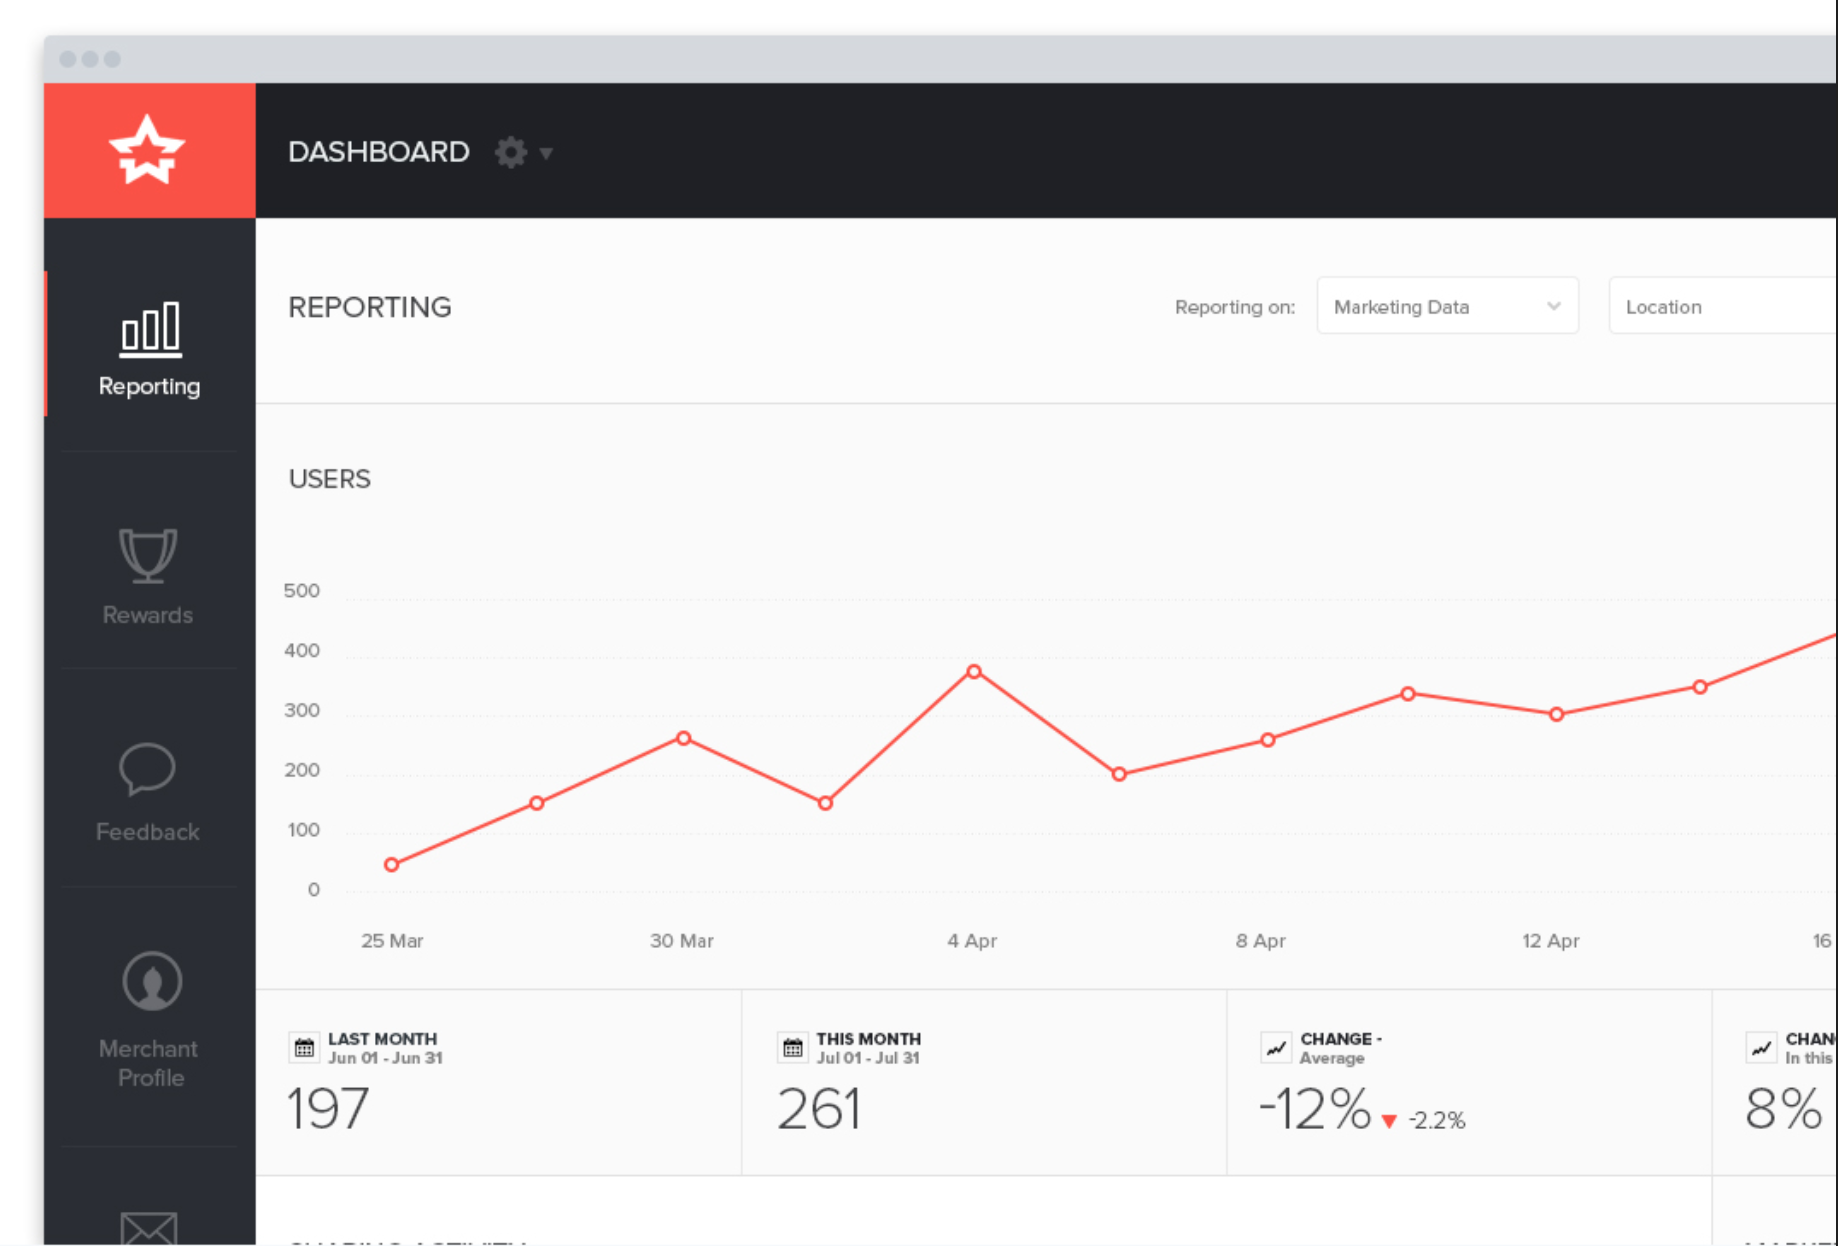 DASHBOARD
REPORTING
Reporting on:
Marketing Data
Location
Reporting
USERS
Rewards
Feedback
Merchant
Profile
500
400
300
200
100
0
25 Mar
30 Mar
4 Apr
8 Apr
12 Apr
16
LAST MONTH
Jun 01 - Jun 31
197
THIS MONTH
Jul 01 - Jul 31
261
CHANGE -
Average
-12% ▼ -2.2%
CHAN
In this
8%